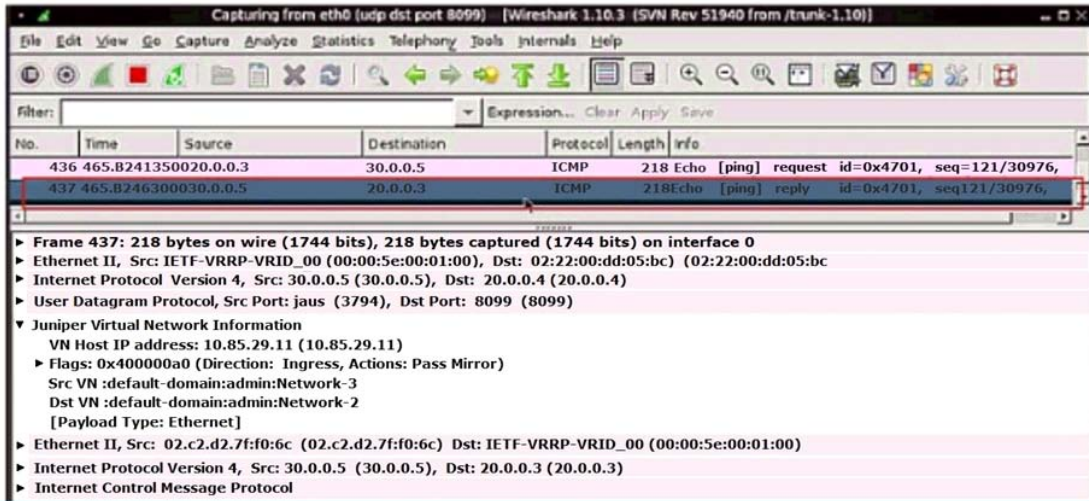 Capturing from eth0 (udp dst port 8099) [Wireshark 1.10.3 (SVN Rev 51940 from /trunk-1.10)]
File Edit View Go Capture Analyze Statistics Telephony Tools Internals Help
Filter: Expression... Clear Apply Save
No. Time Source Destination Protocol Length Info
436 465.B241350020.0.0.3 30.0.0.5 ICMP 218 Echo [ping] request id=0x4701, seq=121/30976,
437 465.B246300030.0.0.5 20.0.0.3 ICMP 218Echo [ping] reply id=0x4701, seq121/30976,
Frame 437: 218 bytes on wire (1744 bits), 218 bytes captured (1744 bits) on interface 0
Ethernet II, Src: IETF-VRRP-VRID_00 (00:00:5e:00:01:00), Dst: 02:22:00:dd:05:bc) (02:22:00:dd:05:bc
Internet Protocol Version 4, Src: 30.0.0.5 (30.0.0.5), Dst: 20.0.0.4 (20.0.0.4)
User Datagram Protocol, Src Port: jaus (3794), Dst Port: 8099 (8099)
Juniper Virtual Network Information
VN Host IP address: 10.85.29.11 (10.85.29.11)
Flags: 0x400000a0 (Direction: Ingress, Actions: Pass Mirror)
Src VN :default-domain:admin:Network-3
Dst VN :default-domain:admin:Network-2
[Payload Type: Ethernet]
Ethernet II, Src: 02.c2.d2.7f:f0:6c (02.c2.d2.7f:f0:6c) Dst: IETF-VRRP-VRID_00 (00:00:5e:00:01:00)
Internet Protocol Version 4, Src: 30.0.0.5 (30.0.0.5), Dst: 20.0.0.3 (20.0.0.3)
Internet Control Message Protocol